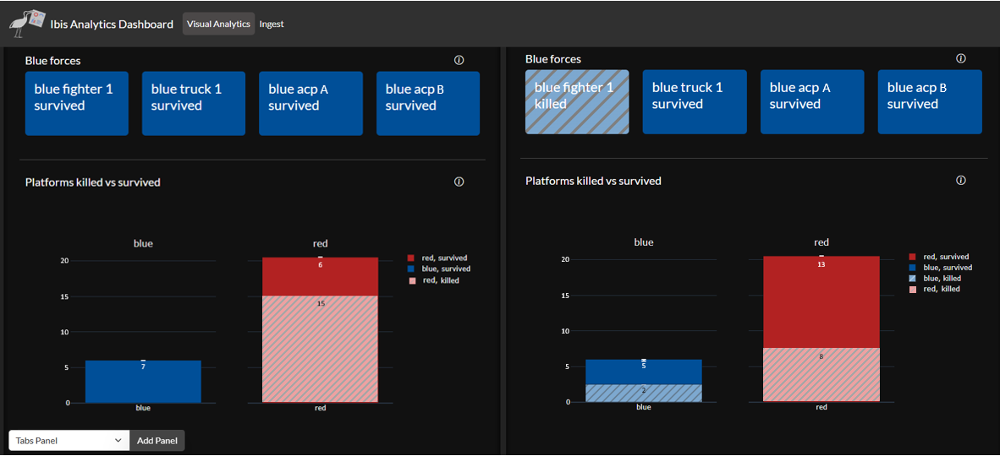 Ibis Analytics Dashboard
Visual Analytics
Ingest
Blue forces
blue fighter 1
survived
blue truck 1
survived
blue acp A
survived
blue acp B
survived
Platforms killed vs survived
blue
red
20
15
10
5
0
7
6
15
blue
red
red, survived
blue, survived
red, killed
Tabs Panel
Add Panel
Blue forces
blue fighter 1
killed
blue truck 1
survived
blue acp A
survived
blue acp B
survived
Platforms killed vs survived
blue
red
20
15
10
5
0
5
2
13
8
blue
red
red, survived
blue, survived
blue, killed
red, killed